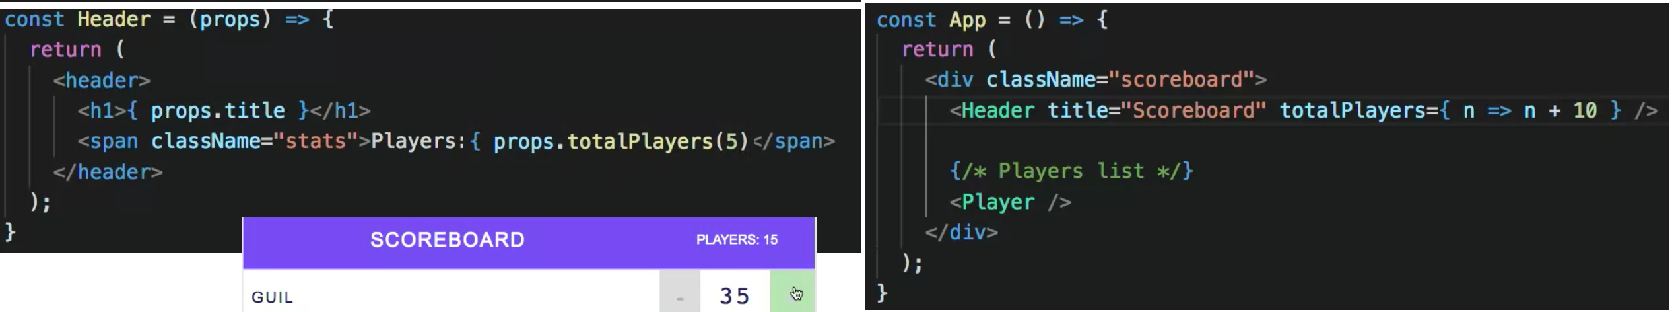 const Header = (props) => {
return (
<header>
<h1>{ props.title }</h1>
<span className="stats">Players:{ props.totalPlayers(5)</span>
</header>
);
}
SCOREBOARD PLAYERS: 15
GUIL - 35
const App = () => {
return (
<div className="scoreboard">
<Header title="Scoreboard" totalPlayers={ n => n + 10 } />
{/* Players list */}
<Player />
</div>
);
}